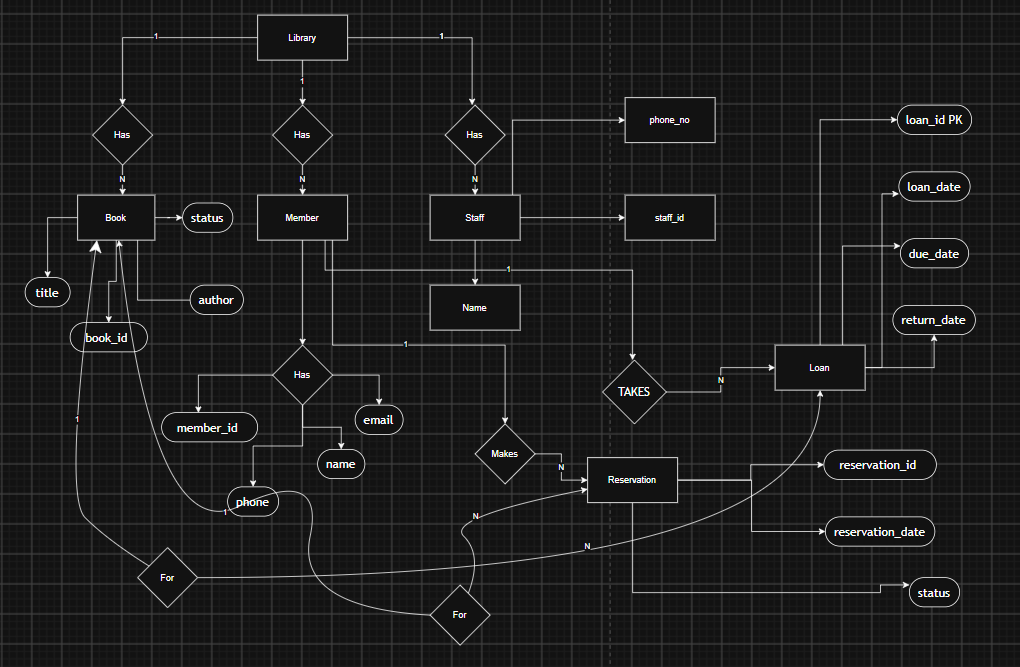 Library
1
1
1
Has
Has
Has
phone_no
loan_id PK
N
N
N
loan_date
Book
status
Member
Staff
staff_id
due_date
1
title
author
Name
return_date
book_id
1
Has
Loan
N
TAKES
email
member_id
1
name
Makes
N
reservation_id
Reservation
phone
1
N
reservation_date
N
For
status
For